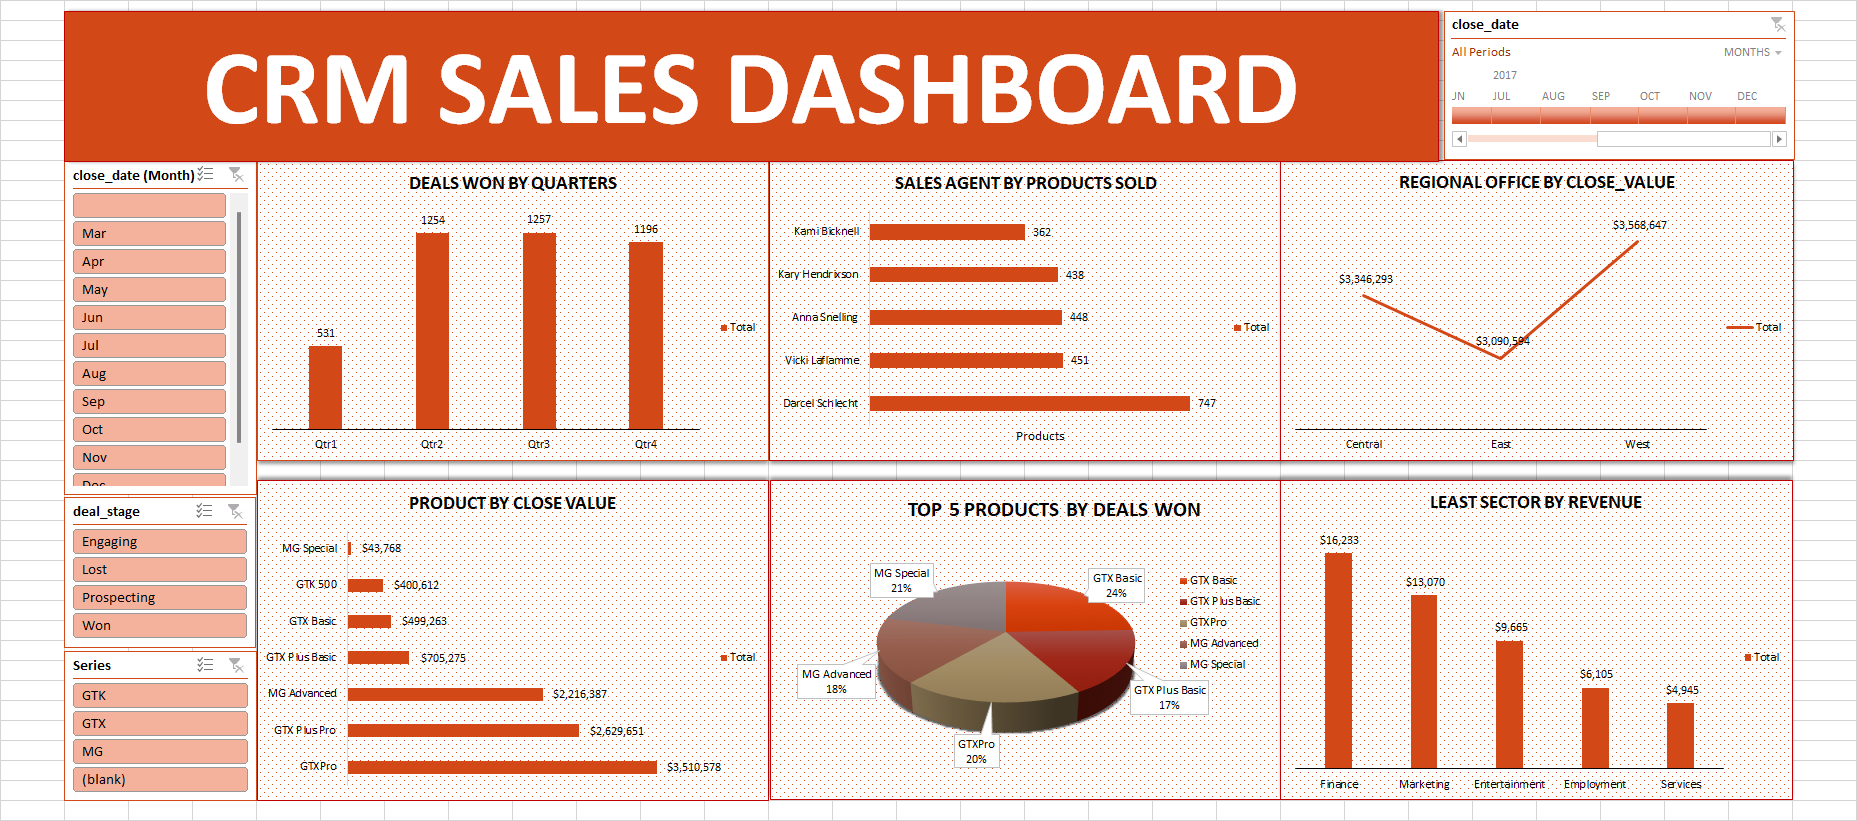 CRM SALES DASHBOARD
close_date
All Periods
MONTHS
2017
JN JUL AUG SEP OCT NOV DEC
close_date (Month)
Mar
Apr
May
Jun
Jul
Aug
Sep
Oct
Nov
Dec
deal_stage
Engaging
Lost
Prospecting
Won
Series
GTK
GTX
MG
(blank)
DEALS WON BY QUARTERS
531
1254
1257
1196
Qtr1 Qtr2 Qtr3 Qtr4
Total
SALES AGENT BY PRODUCTS SOLD
Kami Bicknell 362
Kary Hendrixson 438
Anna Snelling 448
Vicki Laflamme 451
Darcel Schlecht 747
Products
Total
REGIONAL OFFICE BY CLOSE_VALUE
$3,346,293
$3,090,594
$3,568,647
Central East West
Total
PRODUCT BY CLOSE VALUE
MG Special $43,768
GTK 500 $400,612
GTX Basic $499,263
GTX Plus Basic $705,275
MG Advanced $2,216,387
GTX Plus Pro $2,629,651
GTXPro $3,510,578
Total
TOP 5 PRODUCTS BY DEALS WON
MG Special
21%
GTX Basic
24%
MG Advanced
18%
GTX Plus Basic
17%
GTXPro
20%
GTX Basic
GTX Plus Basic
GTXPro
MG Advanced
MG Special
LEAST SECTOR BY REVENUE
$16,233
$13,070
$9,665
$6,105
$4,945
Finance Marketing Entertainment Employment Services
Total